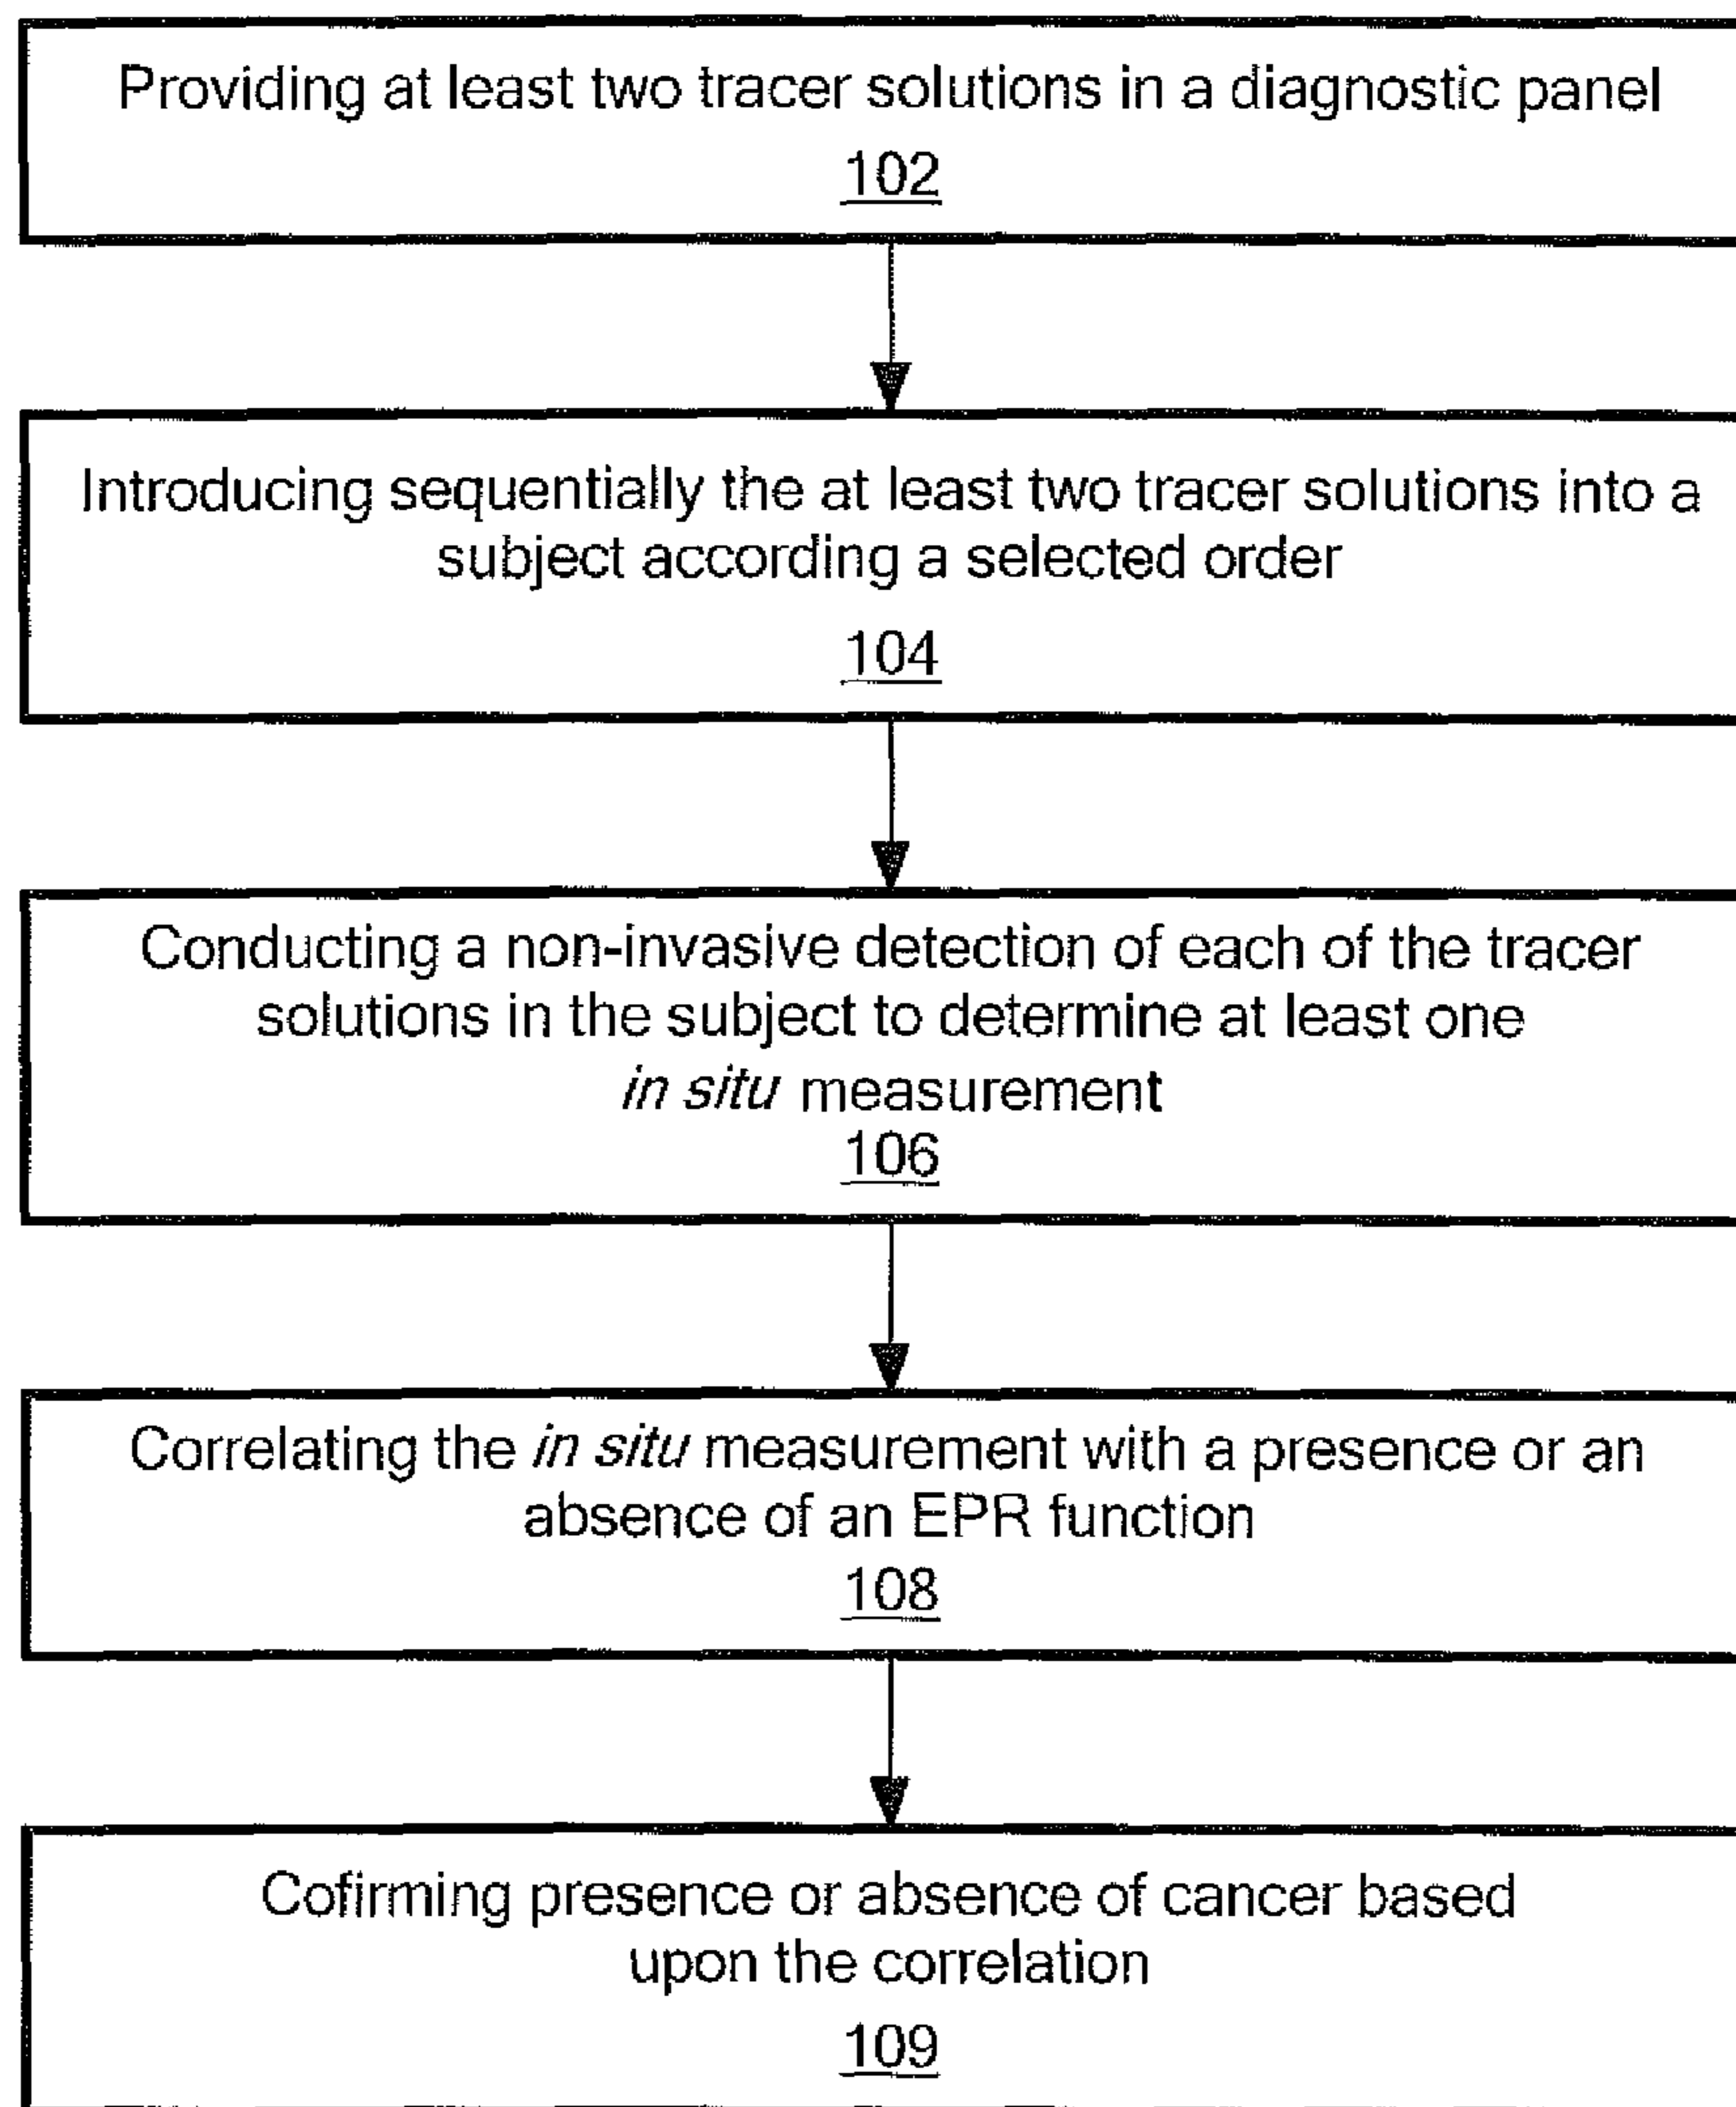 Providing at least two tracer solutions in a diagnostic panel
102
Introducing sequentially the at least two tracer solutions into a
subject according a selected order
104
Conducting a non-invasive detection of each of the tracer
solutions in the subject to determine at least one
in situ measurement
106
Correlating the in situ measurement with a presence or an
absence of an EPR function
108
Cofirming presence or absence of cancer based
upon the correlation
109